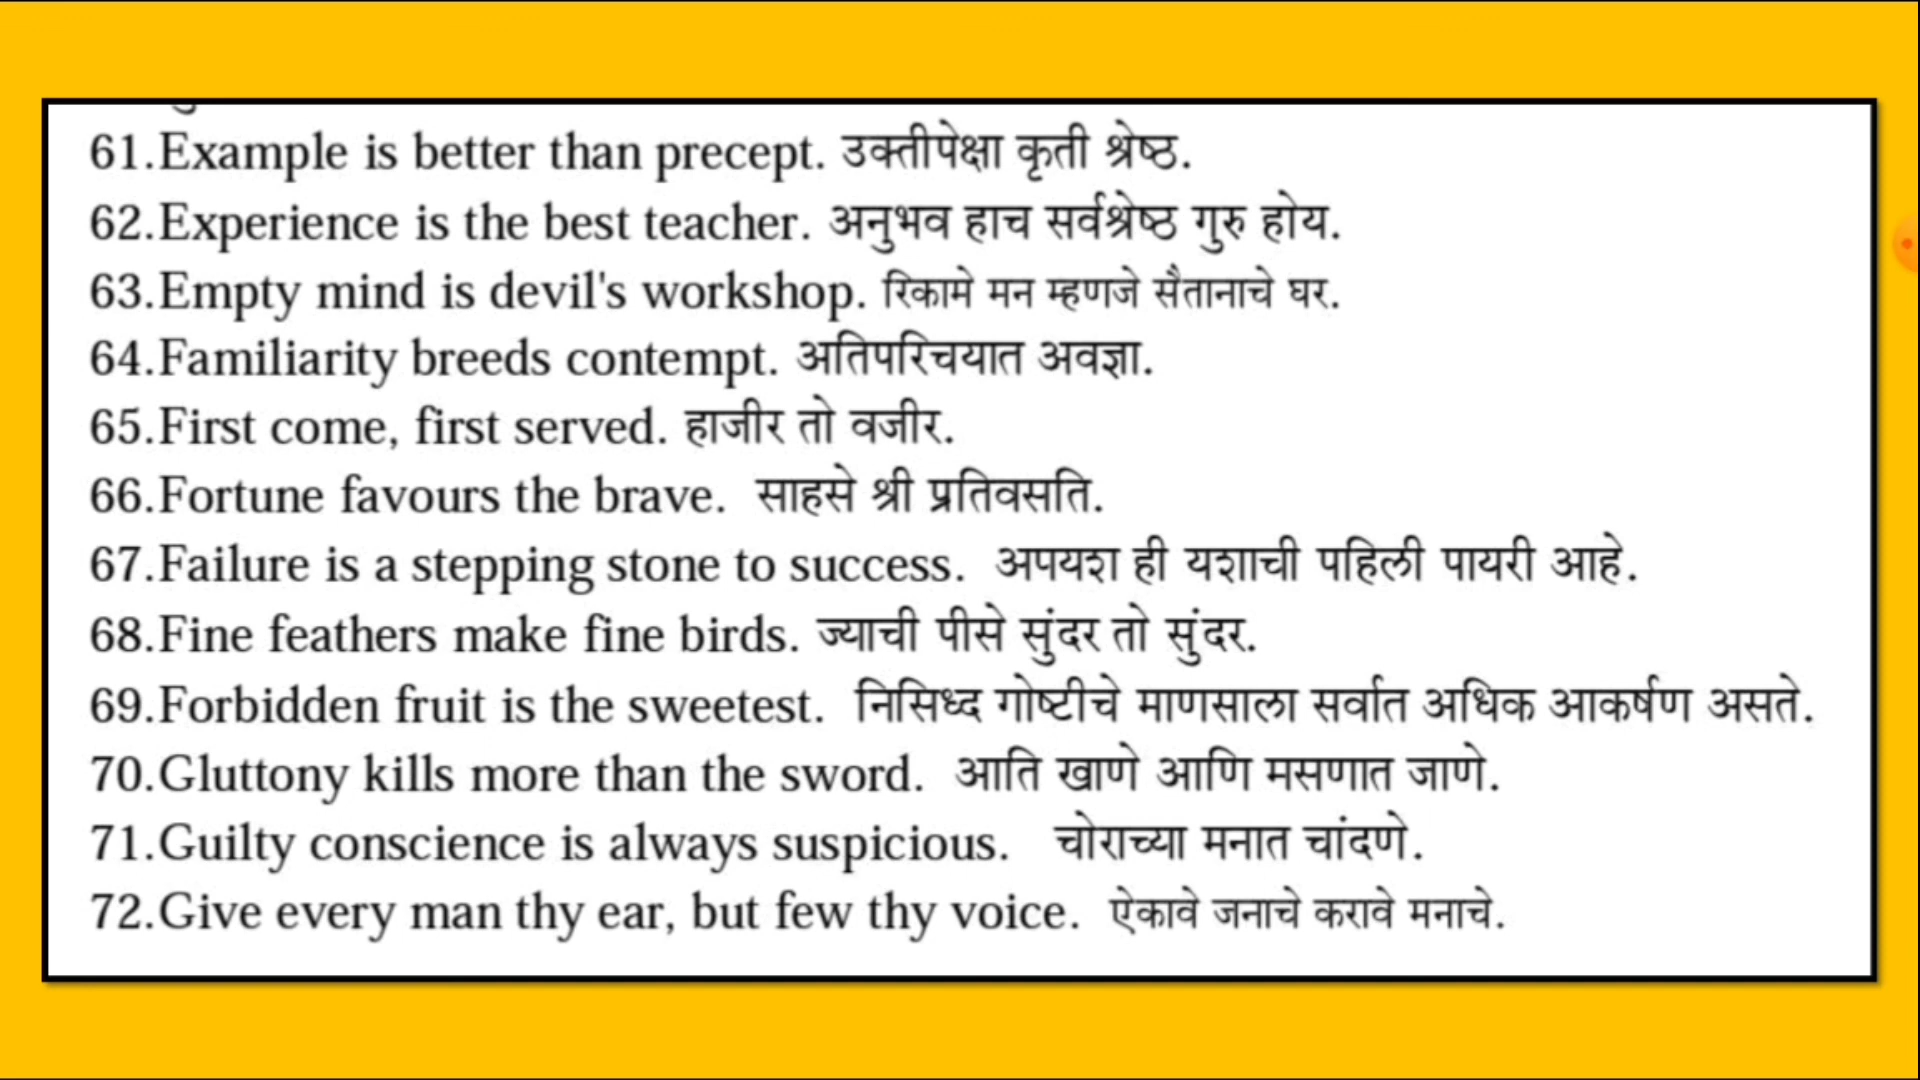 61.Example is better than precept. उक्तीपेक्षा कृती श्रेष्ठ.
62.Experience is the best teacher. अनुभव हाच सर्वश्रेष्ठ गुरु होय.
63.Empty mind is devil's workshop. रिकामे मन म्हणजे सैतानाचे घर.
64.Familiarity breeds contempt. अतिपरिचयात अवज्ञा.
65.First come, first served. हाजीर तो वजीर.
66.Fortune favours the brave. साहसे श्री प्रतिवसति.
67.Failure is a stepping stone to success. अपयश ही यशाची पहिली पायरी आहे.
68.Fine feathers make fine birds. ज्याची पीसे सुंदर तो सुंदर.
69.Forbidden fruit is the sweetest. निसिध्द गोष्टीचे माणसाला सर्वात अधिक आकर्षण असते.
70.Gluttony kills more than the sword. आति खाणे आणि मसणात जाणे.
71.Guilty conscience is always suspicious. चोराच्या मनात चांदणे.
72.Give every man thy ear, but few thy voice. ऐकावे जनाचे करावे मनाचे.